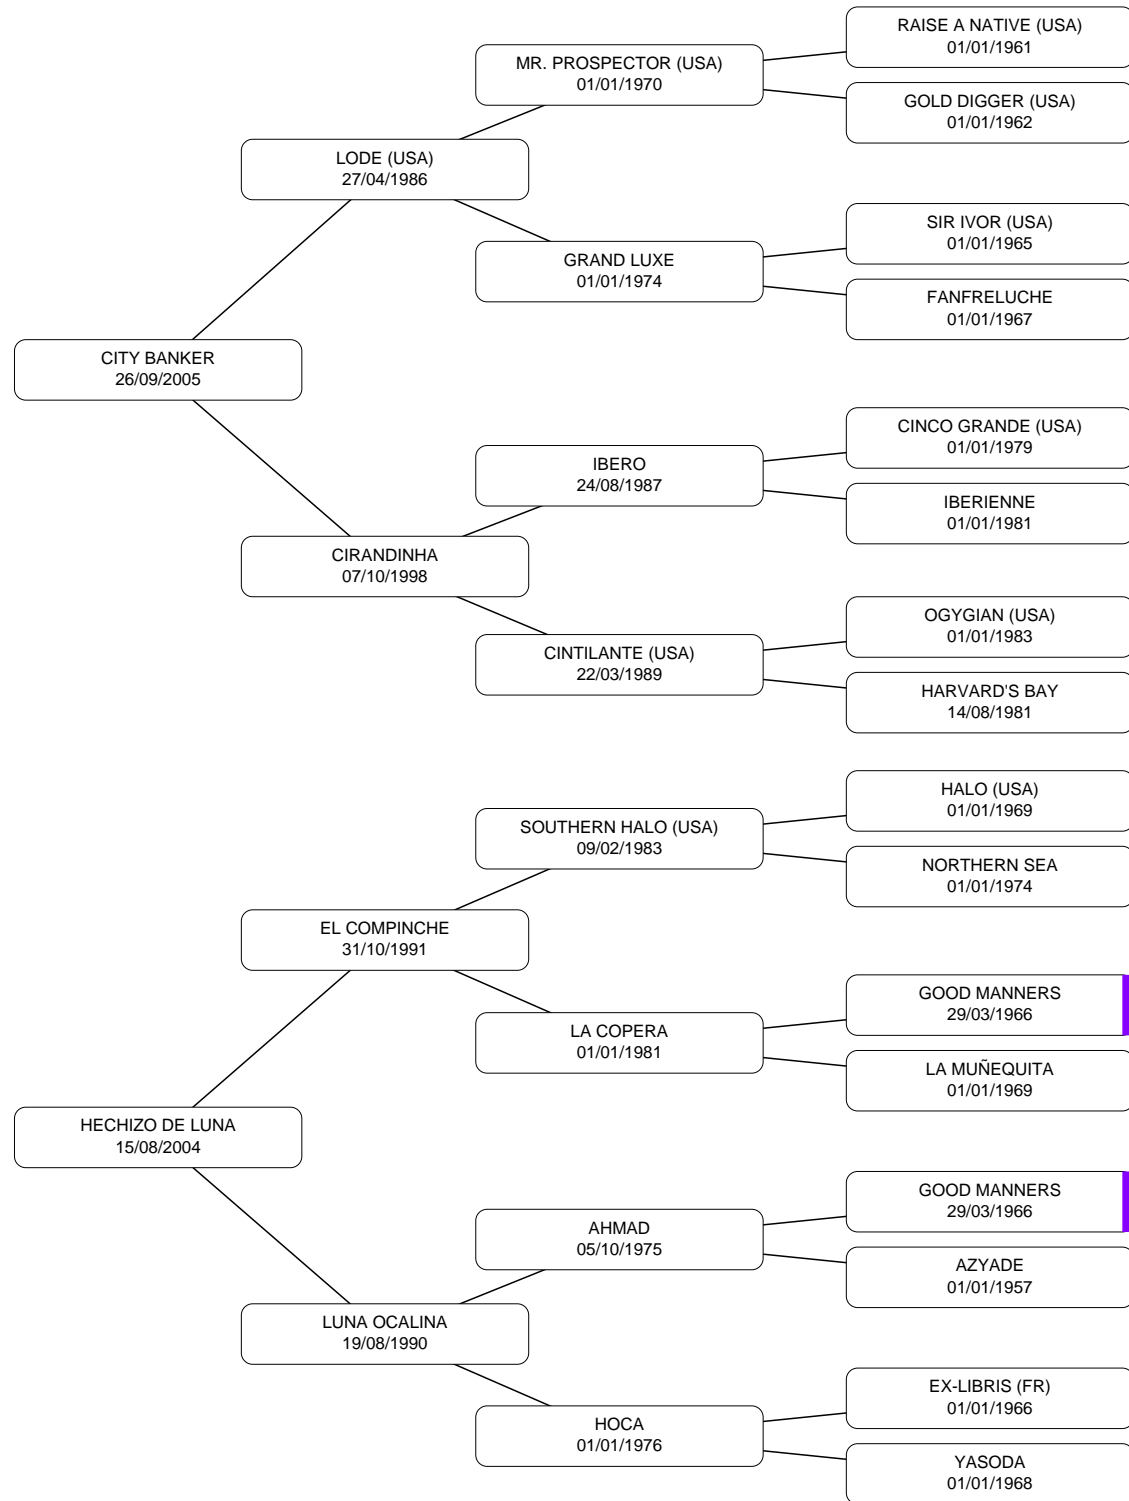 RAISE A NATIVE (USA)
01/01/1961
MR. PROSPECTOR (USA)
01/01/1970
GOLD DIGGER (USA)
01/01/1962
LODE (USA)
27/04/1986
SIR IVOR (USA)
01/01/1965
GRAND LUXE
01/01/1974
FANFRELUCHE
01/01/1967
CITY BANKER
26/09/2005
CINCO GRANDE (USA)
01/01/1979
IBERO
24/08/1987
IBERIENNE
01/01/1981
CIRANDINHA
07/10/1998
OGYGIAN (USA)
01/01/1983
CINTILANTE (USA)
22/03/1989
HARVARD'S BAY
14/08/1981
HALO (USA)
01/01/1969
SOUTHERN HALO (USA)
09/02/1983
NORTHERN SEA
01/01/1974
EL COMPINCHE
31/10/1991
GOOD MANNERS
29/03/1966
LA COPERA
01/01/1981
LA MUÑEQUITA
01/01/1969
HECHIZO DE LUNA
15/08/2004
GOOD MANNERS
29/03/1966
AHMAD
05/10/1975
AZYADE
01/01/1957
LUNA OCALINA
19/08/1990
EX-LIBRIS (FR)
01/01/1966
HOCA
01/01/1976
YASODA
01/01/1968